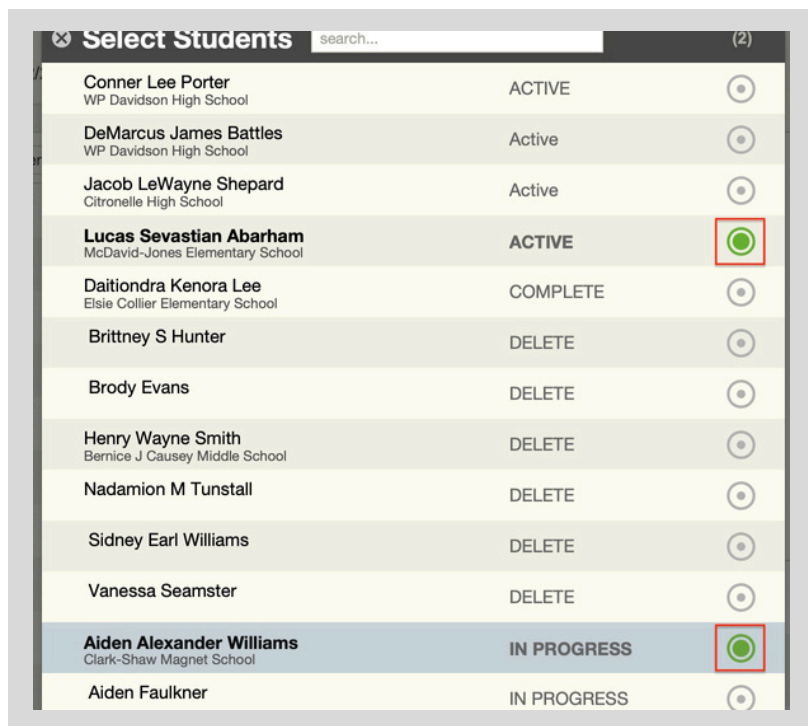 Select Students search... (2)
Conner Lee Porter ACTIVE
WP Davidson High School
DeMarcus James Battles Active
WP Davidson High School
Jacob LeWayne Shepard Active
Citronelle High School
Lucas Sevastian Abarham ACTIVE
McDavid-Jones Elementary School
Daitiondra Kenora Lee COMPLETE
Elsie Collier Elementary School
Brittney S Hunter DELETE
Brody Evans DELETE
Henry Wayne Smith DELETE
Bernice J Causey Middle School
Nadamion M Tunstall DELETE
Sidney Earl Williams DELETE
Vanessa Seamster DELETE
Aiden Alexander Williams IN PROGRESS
Clark-Shaw Magnet School
Aiden Faulkner IN PROGRESS